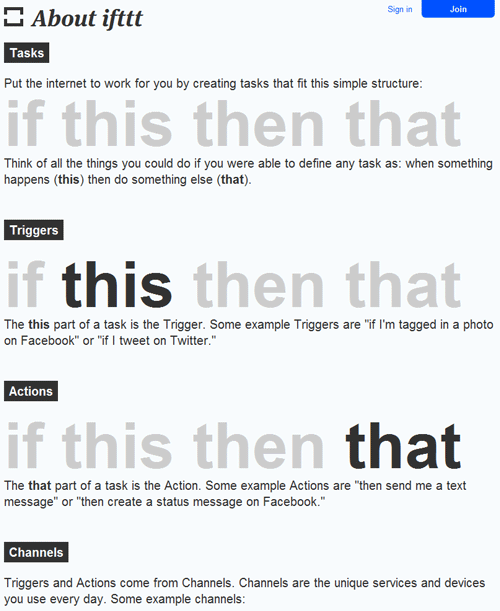 About ifttt
Sign in
Join
Tasks
Put the internet to work for you by creating tasks that fit this simple structure:
if this then that
Think of all the things you could do if you were able to define any task as: when something
happens (this) then do something else (that).
Triggers
if this then that
The this part of a task is the Trigger. Some example Triggers are "if I'm tagged in a photo
on Facebook" or "if I tweet on Twitter."
Actions
if this then that
The that part of a task is the Action. Some example Actions are "then send me a text
message" or "then create a status message on Facebook."
Channels
Triggers and Actions come from Channels. Channels are the unique services and devices
you use every day. Some example channels: